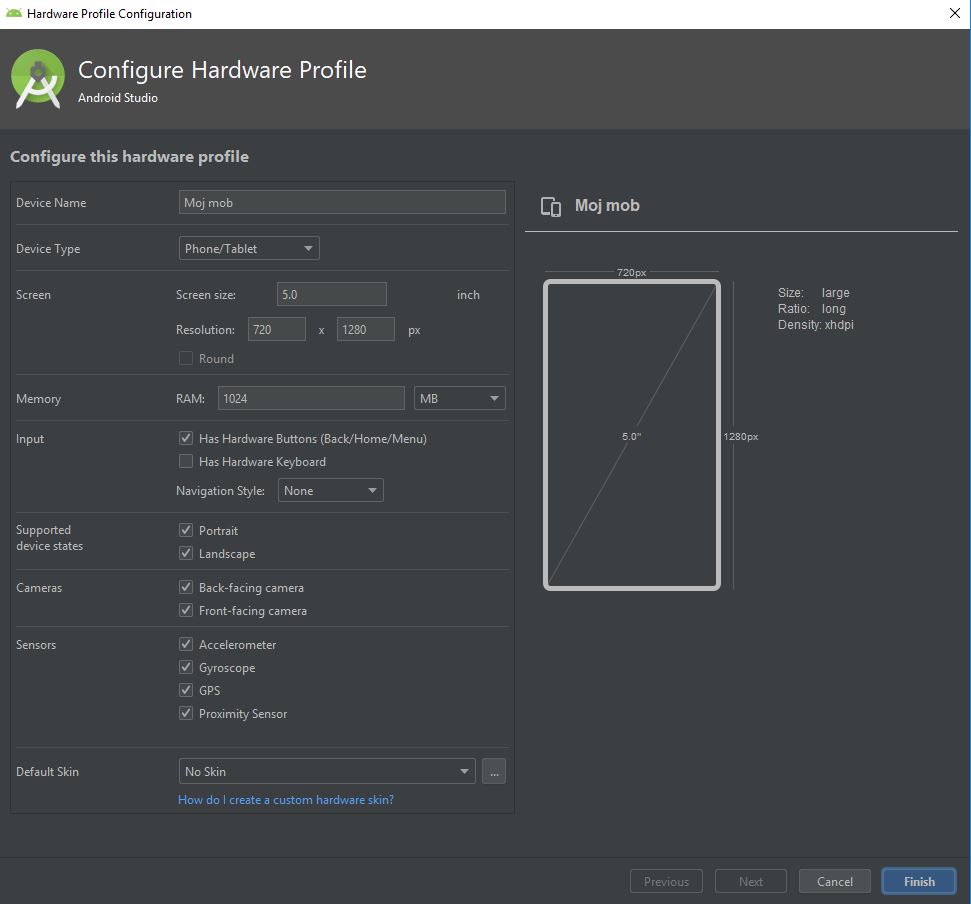 Hardware Profile Configuration
Configure Hardware Profile
Android Studio
Configure this hardware profile
Device Name Moj mob
Device Type Phone/Tablet
Screen Screen size: 5.0 inch
Resolution: 720 x 1280 px
Round
Memory RAM: 1024 MB
Input Has Hardware Buttons (Back/Home/Menu)
Has Hardware Keyboard
Navigation Style: None
Supported
device states
Portrait
Landscape
Cameras Back-facing camera
Front-facing camera
Sensors Accelerometer
Gyroscope
GPS
Proximity Sensor
Default Skin No Skin ...
How do I create a custom hardware skin?
Moj mob
720px
Size: large
Ratio: long
Density: xhdpi
5.0"
1280px
Previous Next Cancel Finish